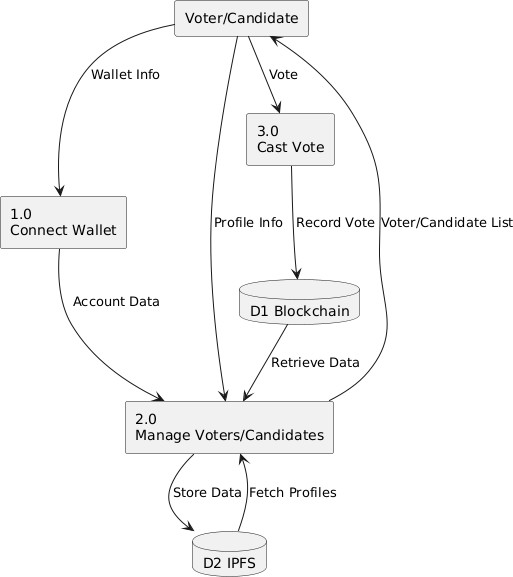 Voter/Candidate
Wallet Info
Vote
3.0
Cast Vote
1.0
Connect Wallet
Profile Info
Record Vote
Voter/Candidate List
Account Data
D1 Blockchain
Retrieve Data
2.0
Manage Voters/Candidates
Store Data
Fetch Profiles
D2 IPFS